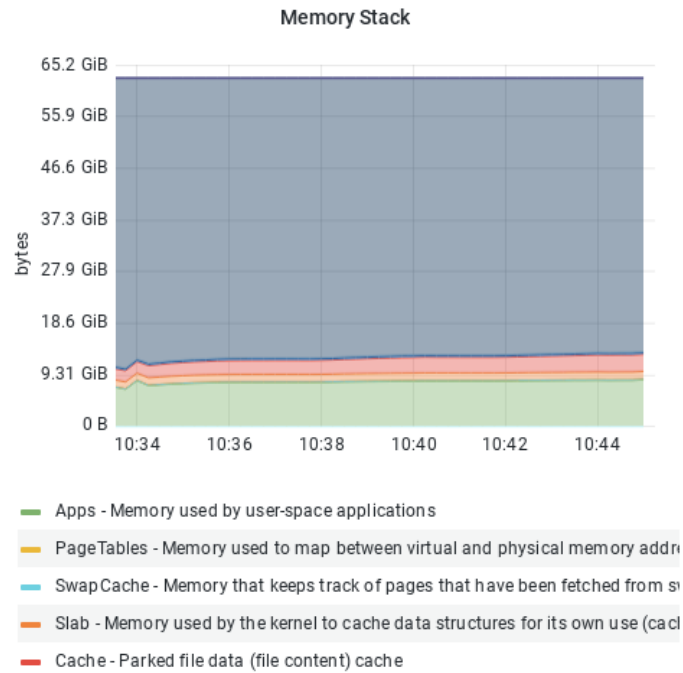 Memory Stack
65.2 GiB
55.9 GiB
46.6 GiB
37.3 GiB
27.9 GiB
18.6 GiB
9.31 GiB
0 B
bytes
10:34 10:36 10:38 10:40 10:42 10:44
Apps - Memory used by user-space applications
PageTables - Memory used to map between virtual and physical memory addre
SwapCache - Memory that keeps track of pages that have been fetched from sw
Slab - Memory used by the kernel to cache data structures for its own use (cac
Cache - Parked file data (file content) cache